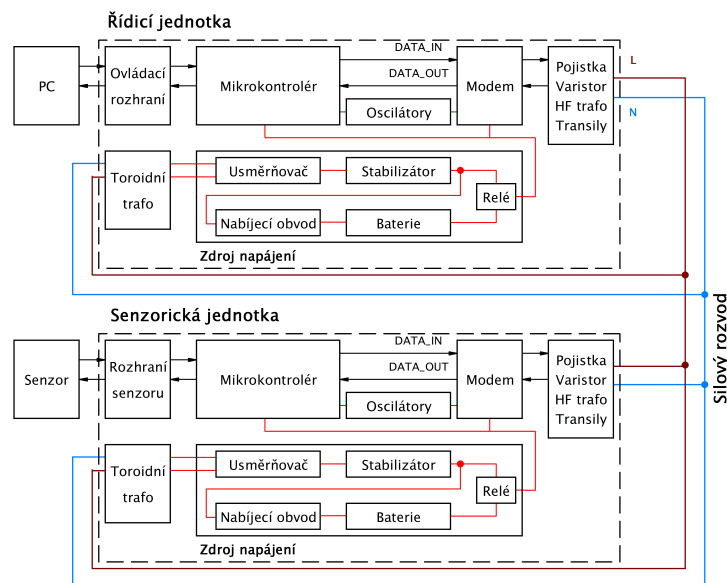 Řídicí jednotka
PC
Ovládací
rozhraní
Mikrokontrolér
DATA_IN
DATA_OUT
Oscilátory
Modem
Pojistka
Varistor
HF trafo
Transily
L
N
Toroidní
trafo
Usměrňovač
Stabilizátor
Nabíjecí obvod
Baterie
Relé
Zdroj napájení
Senzorická jednotka
Senzor
Rozhraní
senzoru
Mikrokontrolér
DATA_IN
DATA_OUT
Oscilátory
Modem
Pojistka
Varistor
HF trafo
Transily
Toroidní
trafo
Usměrňovač
Stabilizátor
Nabíjecí obvod
Baterie
Relé
Zdroj napájení
Silový rozvod